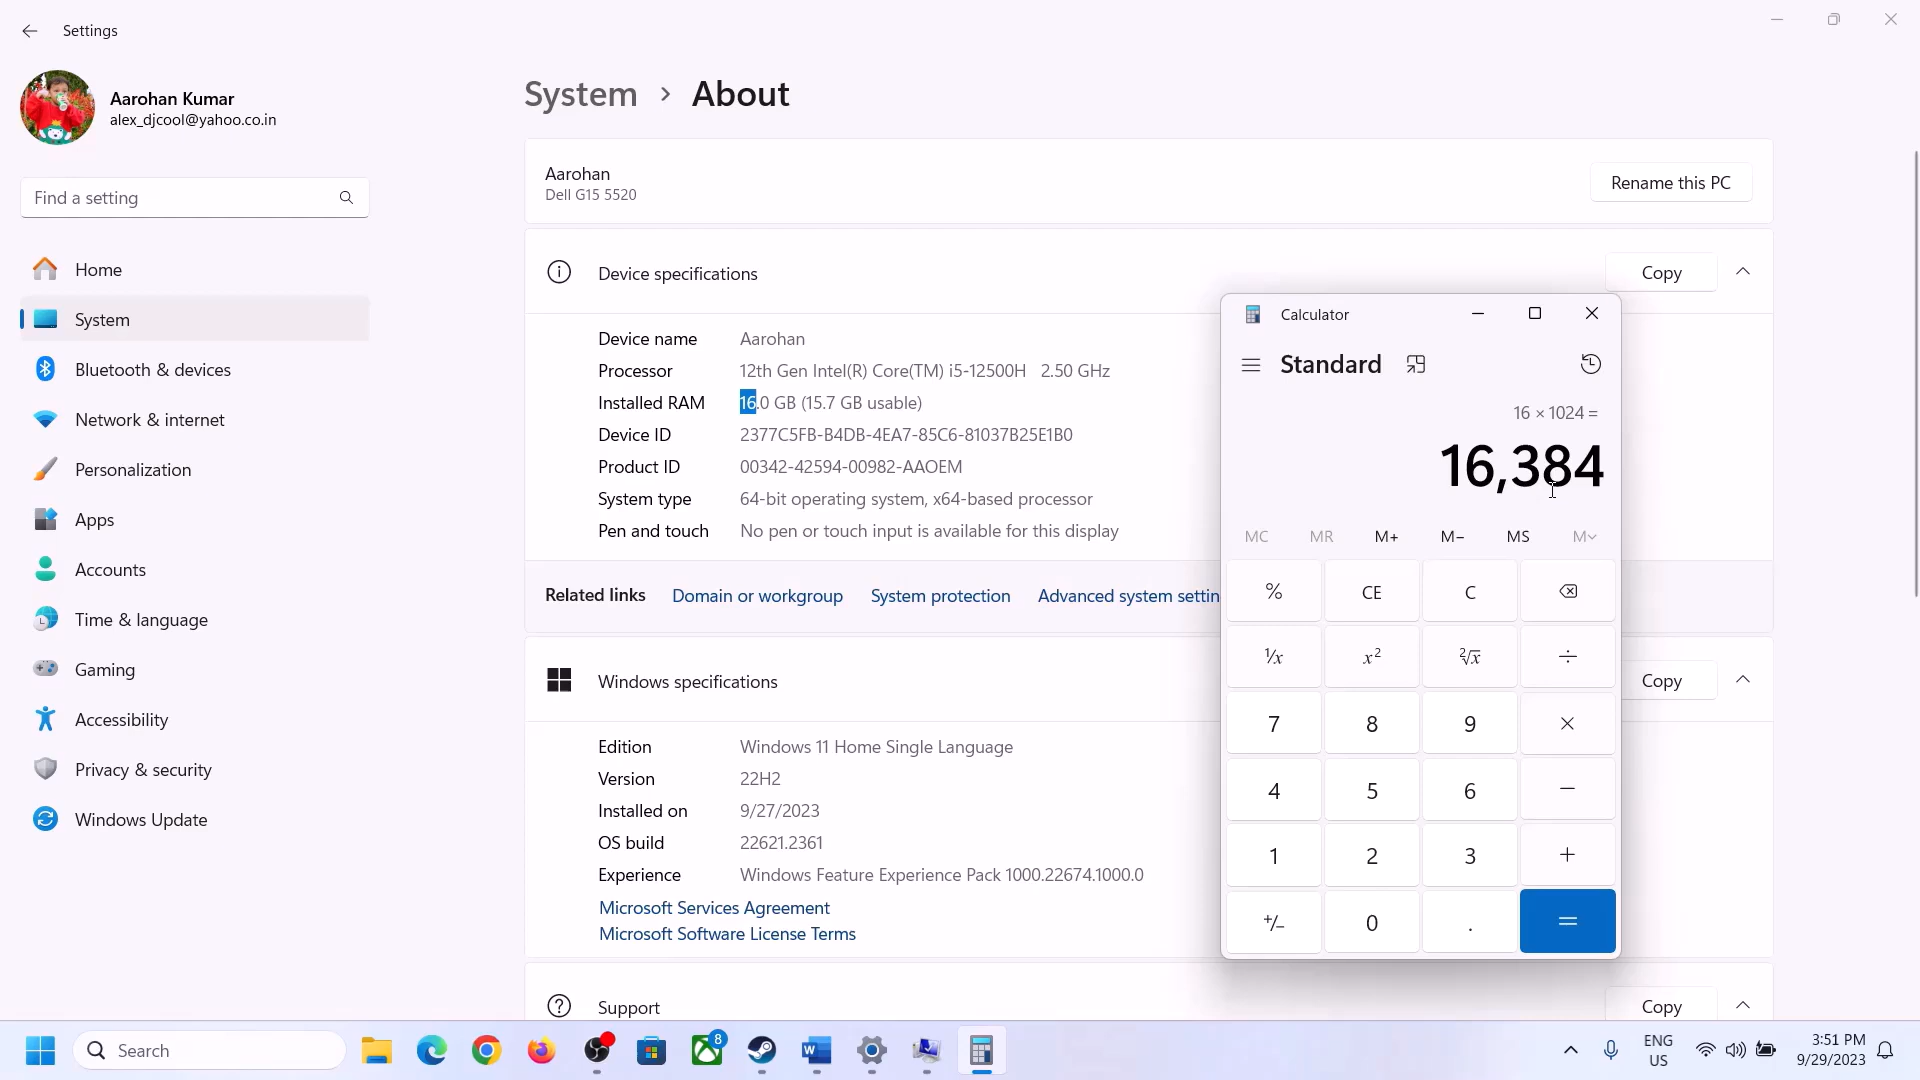 Settings
Aarohan Kumar
alex_djcool@yahoo.co.in
Find a setting
Home
System
Bluetooth & devices
Network & internet
Personalization
Apps
Accounts
Time & language
Gaming
Accessibility
Privacy & security
Windows Update
System > About
Aarohan
Dell G15 5520
Rename this PC
Device specifications
Copy
Device name Aarohan
Processor 12th Gen Intel(R) Core(TM) i5-12500H 2.50 GHz
Installed RAM 16.0 GB (15.7 GB usable)
Device ID 2377C5FB-B4DB-4EA7-85C6-81037B25E1B0
Product ID 00342-42594-00982-AAOEM
System type 64-bit operating system, x64-based processor
Pen and touch No pen or touch input is available for this display
Related links Domain or workgroup System protection Advanced system settin
Windows specifications
Copy
Edition Windows 11 Home Single Language
Version 22H2
Installed on 9/27/2023
OS build 22621.2361
Experience Windows Feature Experience Pack 1000.22674.1000.0
Microsoft Services Agreement
Microsoft Software License Terms
Support
Copy
Calculator
Standard
16 × 1024 =
16,384
MC MR M+ M− MS M
% CE C
¹⁄x x² ²√x ÷
7 8 9 ×
4 5 6 −
1 2 3 +
+/− 0 . =
Search
8
ENG
US
3:51 PM
9/29/2023